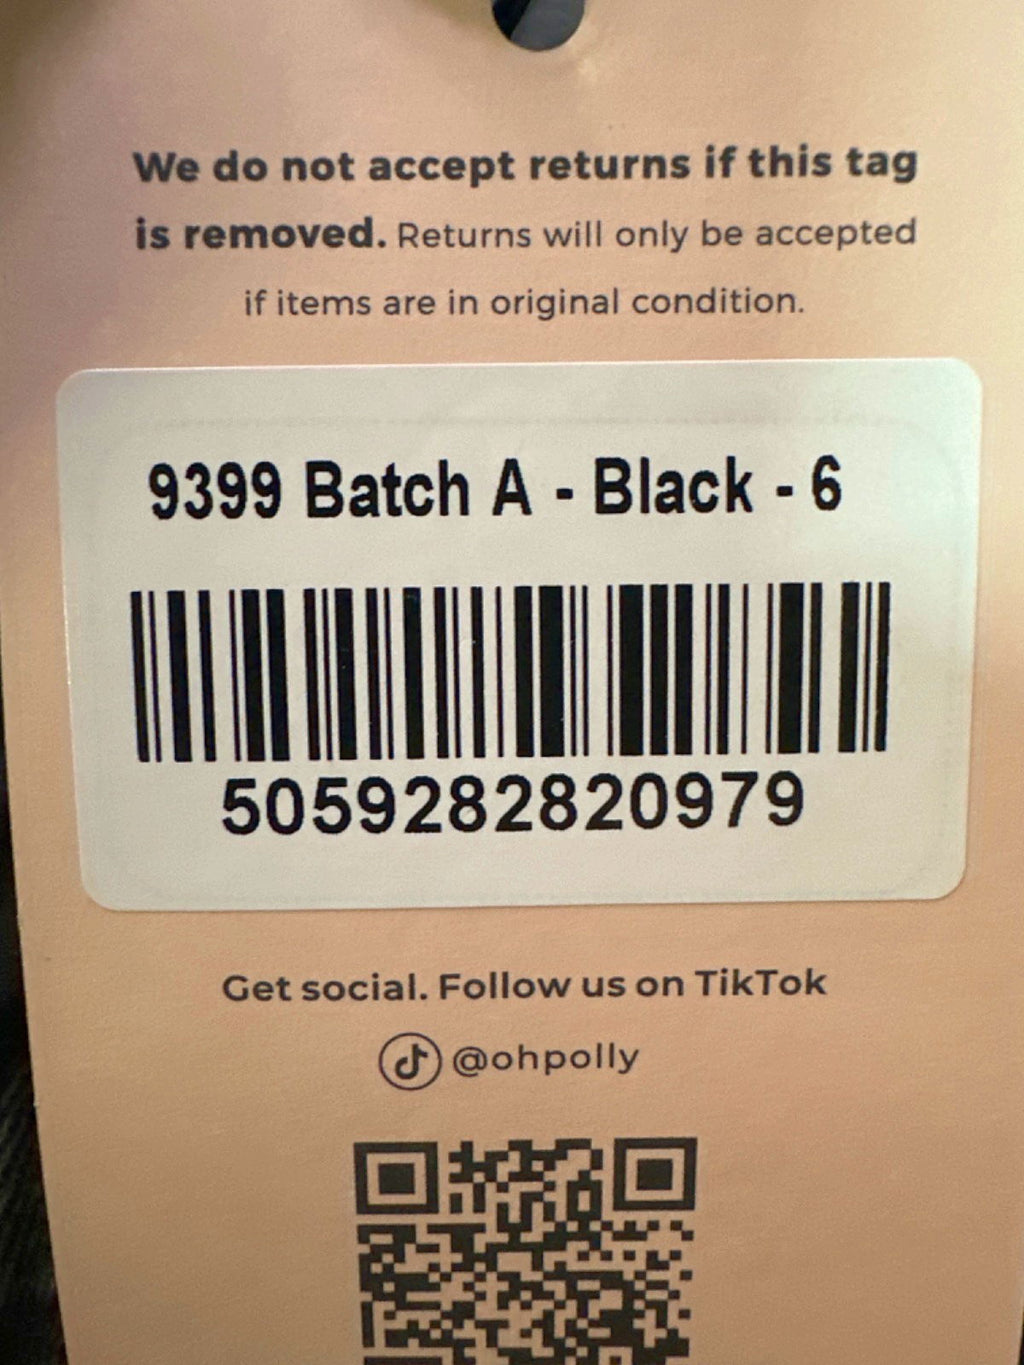 We do not accept returns if this tag
is removed. Returns will only be accepted
if items are in original condition.
9399 Batch A - Black - 6
5059282820979
Get social. Follow us on TikTok
@ohpolly